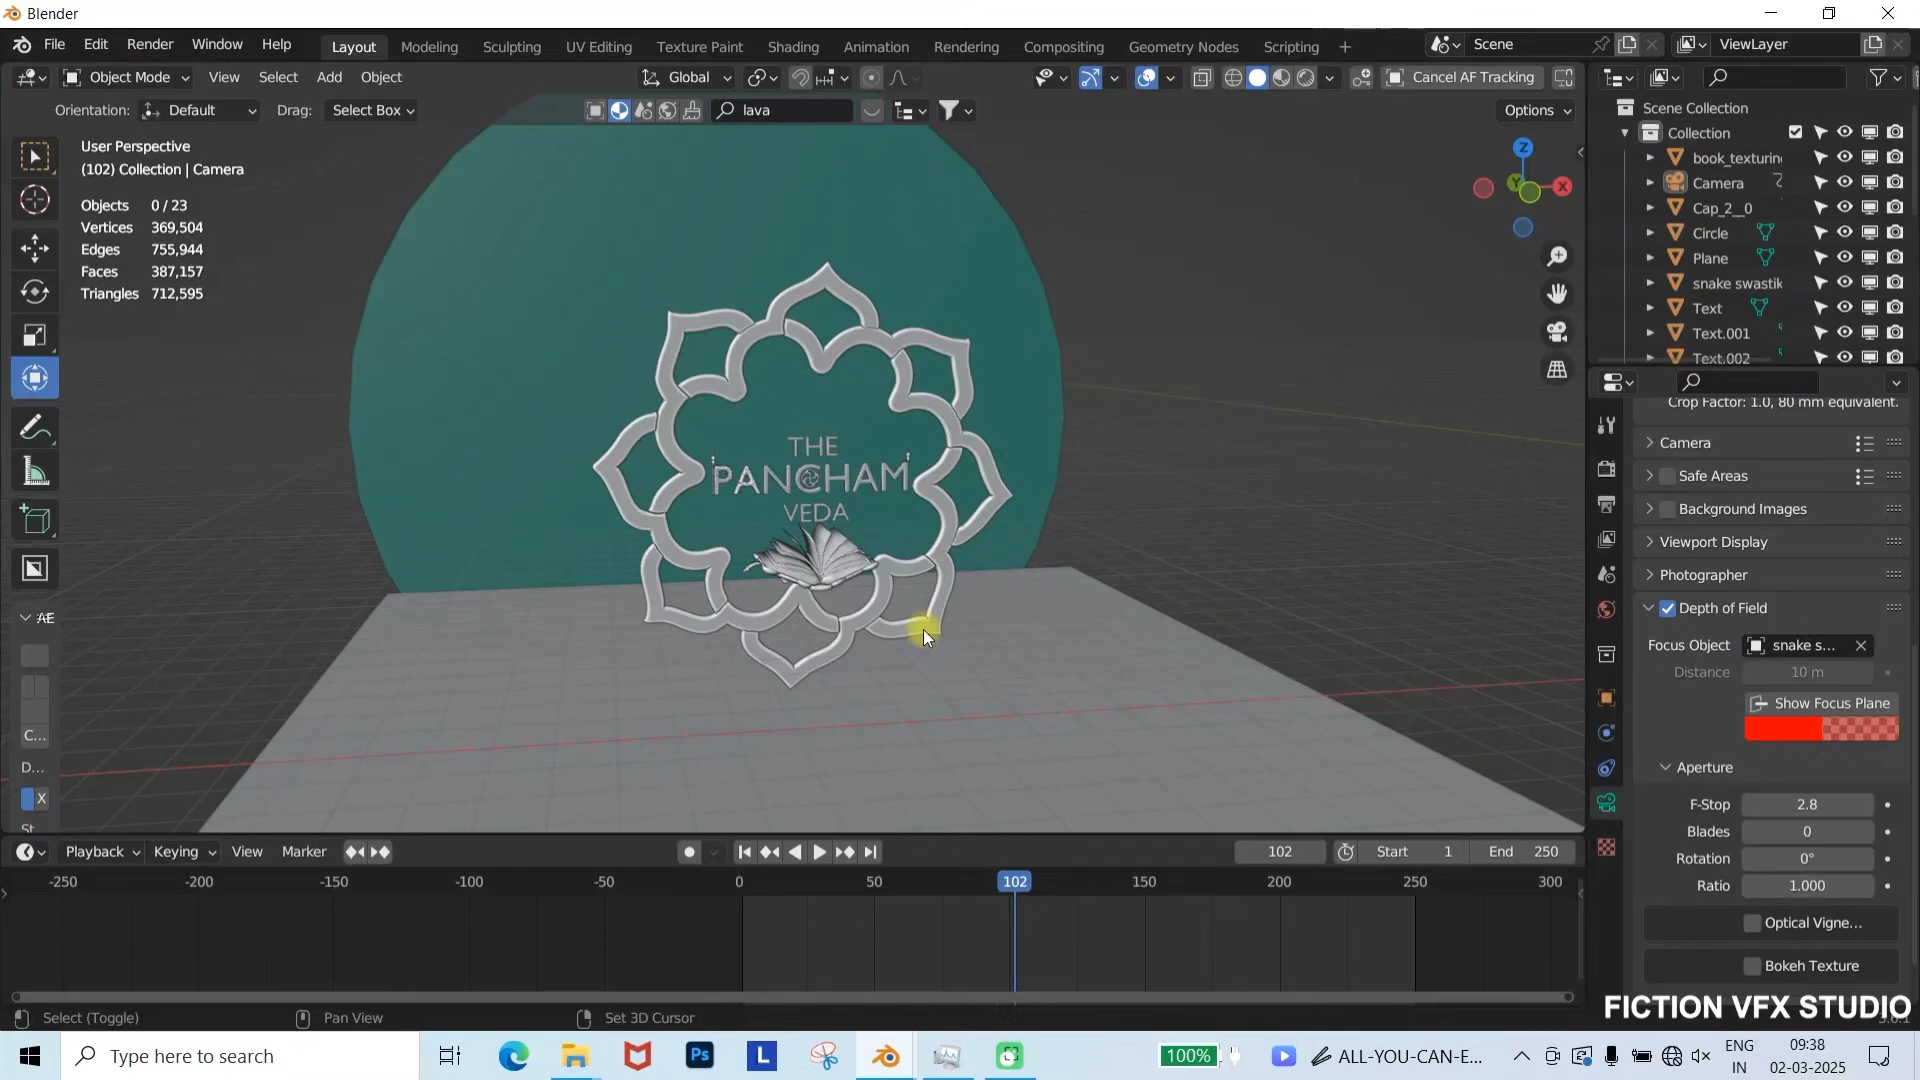 Blender
File Edit Render Window Help
Layout Modeling Sculpting UV Editing Texture Paint Shading Animation Rendering Compositing Geometry Nodes Scripting +
Scene
ViewLayer
Object Mode View Select Add Object
Global
Cancel AF Tracking
Orientation: Default Drag: Select Box
lava
Options
User Perspective
(102) Collection | Camera
Objects 0 / 23
Vertices 369,504
Edges 755,944
Faces 387,157
Triangles 712,595
Z
Y
X
THE
PANCHAM
VEDA
AE
C...
D...
X
Scene Collection
Collection
book_texturin
Camera
Cap_2__0
Circle
Plane
snake swastik
Text
Text.001
Text.002
Crop Factor: 1.0, 80 mm equivalent.
Camera
Safe Areas
Background Images
Viewport Display
Photographer
Depth of Field
Focus Object snake s...
Distance 10 m
Show Focus Plane
Aperture
F-Stop 2.8
Blades 0
Rotation 0°
Ratio 1.000
Optical Vigne...
Bokeh Texture
Playback Keying View Marker
102 Start 1 End 250
-250 -200 -150 -100 -50 0 50 102 150 200 250 300
Select (Toggle) Pan View Set 3D Cursor
FICTION VFX STUDIO
Type here to search
Ps
L
100%
ALL-YOU-CAN-E...
ENG
IN
09:38
02-03-2025